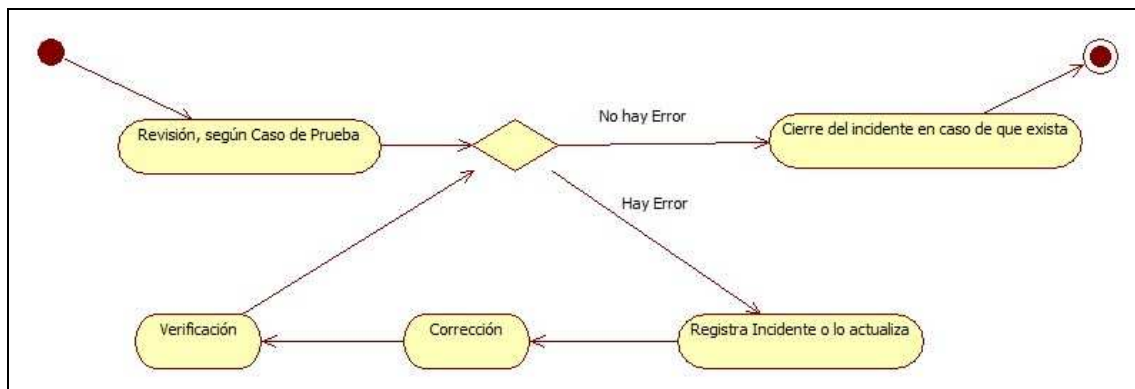 No hay Error
Revisión, según Caso de Prueba
Cierre del incidente en caso de que exista
Hay Error
Verificación
Corrección
Registra Incidente o lo actualiza